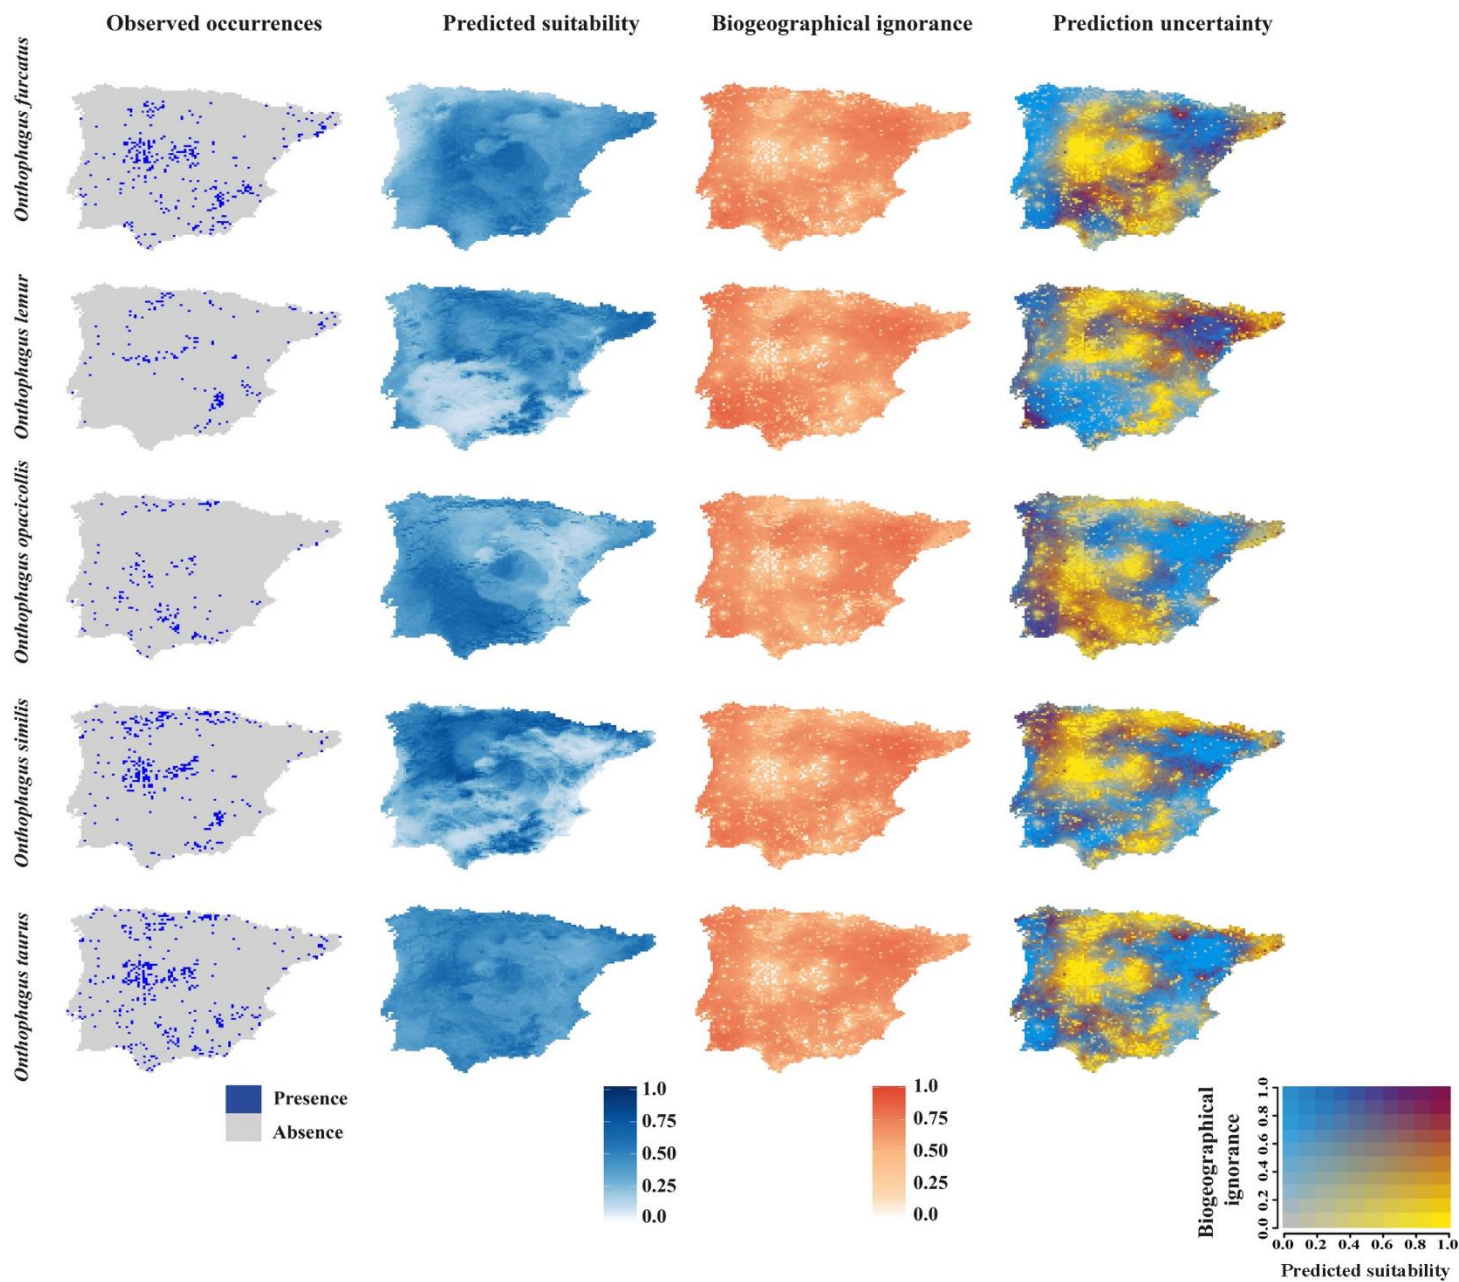 Observed occurrences Predicted suitability Biogeographical ignorance Prediction uncertainty
Onthophagus furcatus
Onthophagus lemur
Onthophagus opacicollis
Onthophagus similis
Onthophagus taurus
Presence
Absence
1.0
0.75
0.50
0.25
0.0
1.0
0.75
0.50
0.25
0.0
Biogeographical
ignorance
0.0 0.2 0.4 0.6 0.8 1.0
0.0 0.2 0.4 0.6 0.8 1.0
Predicted suitability